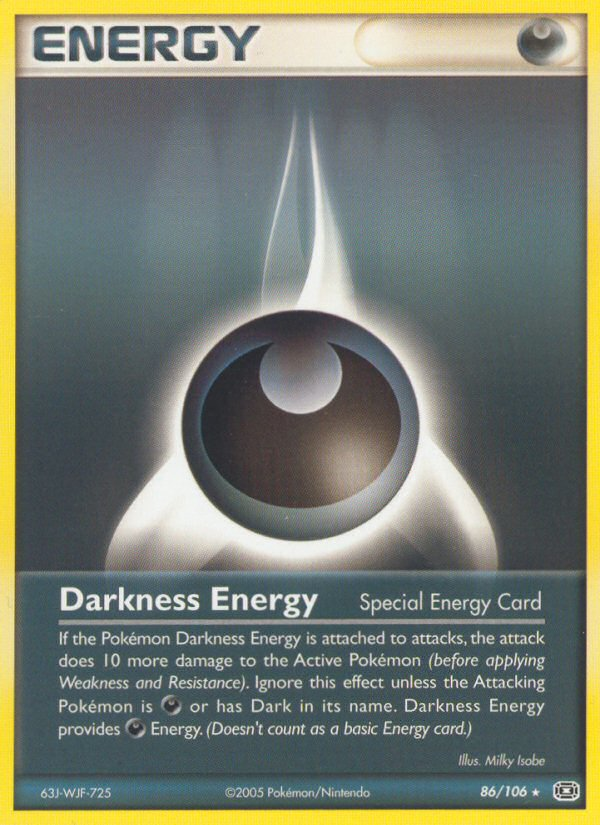 ENERGY
Darkness Energy Special Energy Card
If the Pokémon Darkness Energy is attached to attacks, the attack
does 10 more damage to the Active Pokémon (before applying
Weakness and Resistance). Ignore this effect unless the Attacking
Pokémon is or has Dark in its name. Darkness Energy
provides Energy. (Doesn't count as a basic Energy card.)
Illus. Milky Isobe
63J-WJF-725 ©2005 Pokémon/Nintendo 86/106 ★